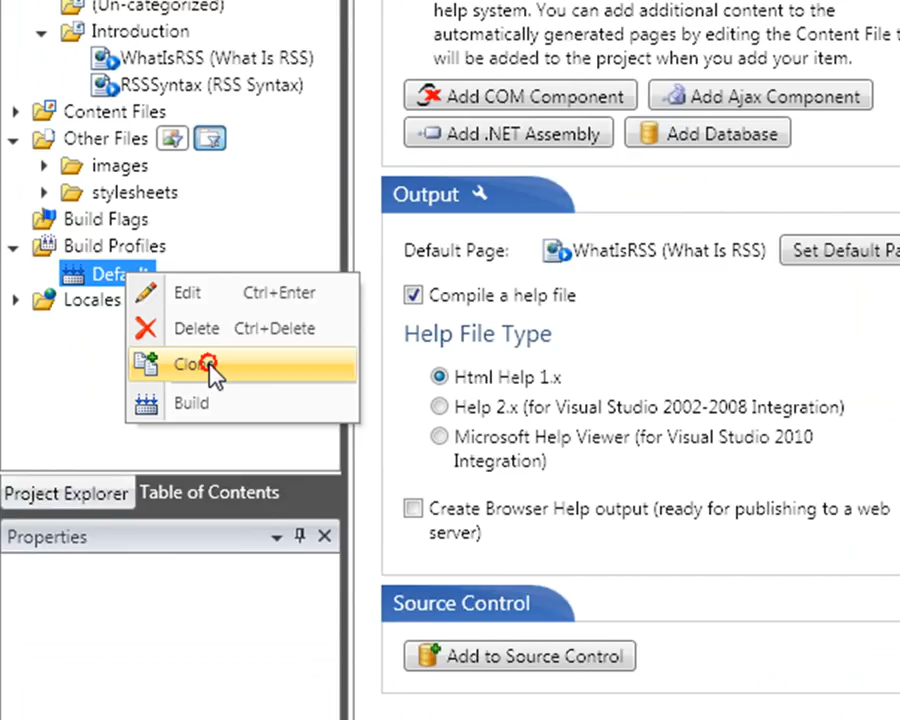 (Un-categorized)
Introduction
WhatIsRSS (What Is RSS)
RSSSyntax (RSS Syntax)
Content Files
Other Files
images
stylesheets
Build Flags
Build Profiles
Locales
Edit Ctrl+Enter
Delete Ctrl+Delete
Build
Project Explorer Table of Contents
Properties
help system. You can add additional content to the
automatically generated pages by editing the Content File
will be added to the project when you add your item.
Add COM Component Add Ajax Component
Add .NET Assembly Add Database
Output
Default Page: WhatIsRSS (What Is RSS) Set Default
Compile a help file
Help File Type
Html Help 1.x
Help 2.x (for Visual Studio 2002-2008 Integration)
Microsoft Help Viewer (for Visual Studio 2010
Integration)
Create Browser Help output (ready for publishing to a web
server)
Source Control
Add to Source Control